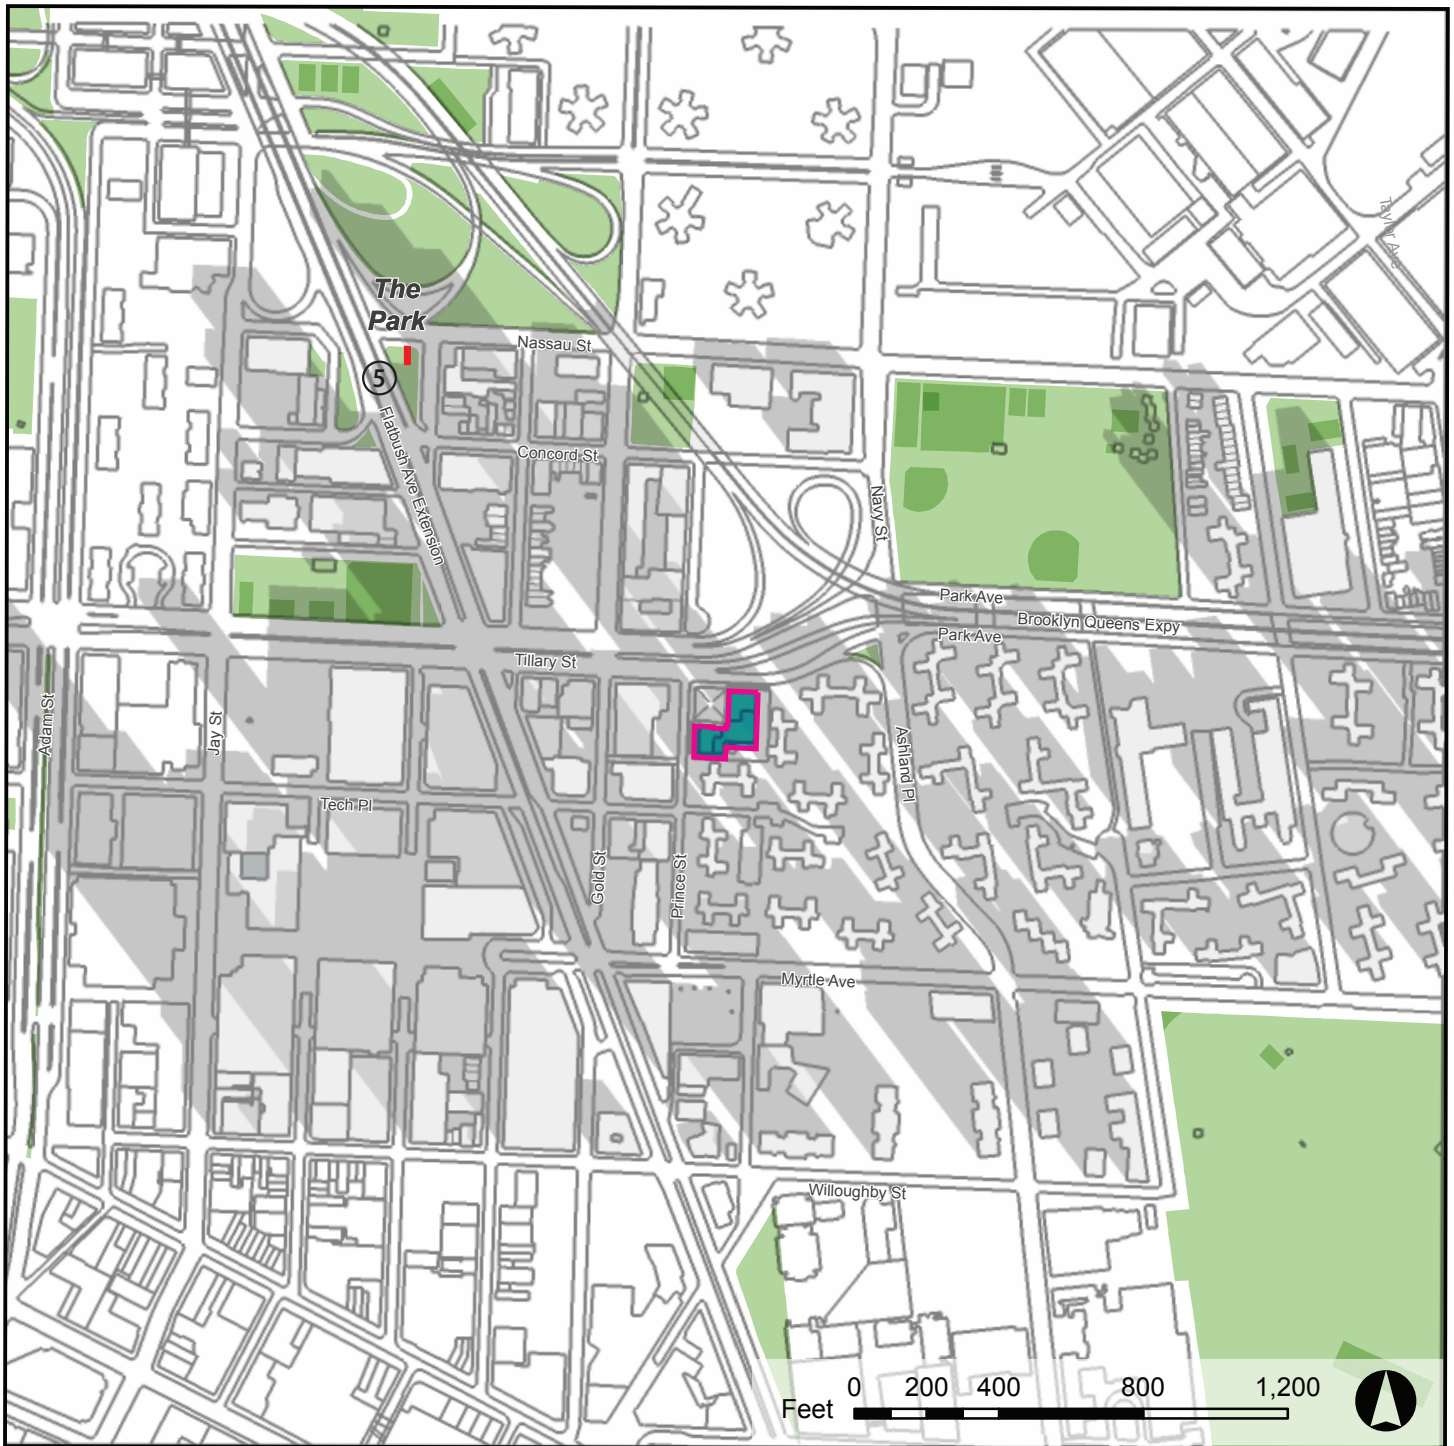 Taylor Ave
The
Park
Nassau St
5
Flatbush Ave Extension
Concord St
Navy St
Park Ave
Brooklyn Queens Expy
Park Ave
Tillary St
Adam St
Jay St
Ashland Pl
Tech Pl
Gold St
Prince St
Myrtle Ave
Willoughby St
0 200 400 800 1,200
Feet